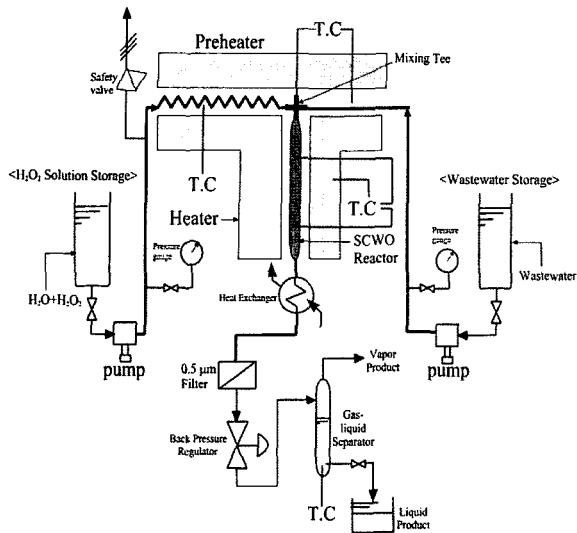 T.C
Preheater
Mixing Tee
Safety
valve
<H₂O₂ Solution Storage>
T.C
<Wastewater Storage>
T.C
Heater
Pressure
gauge
SCWO
Reactor
Pressure
gauge
Wastewater
H₂O+H₂O₂
Heat Exchanger
pump
pump
Vapor
Product
0.5 μm
Filter
Gas-
liquid
Separator
Back Pressure
Regulator
T.C
Liquid
Product